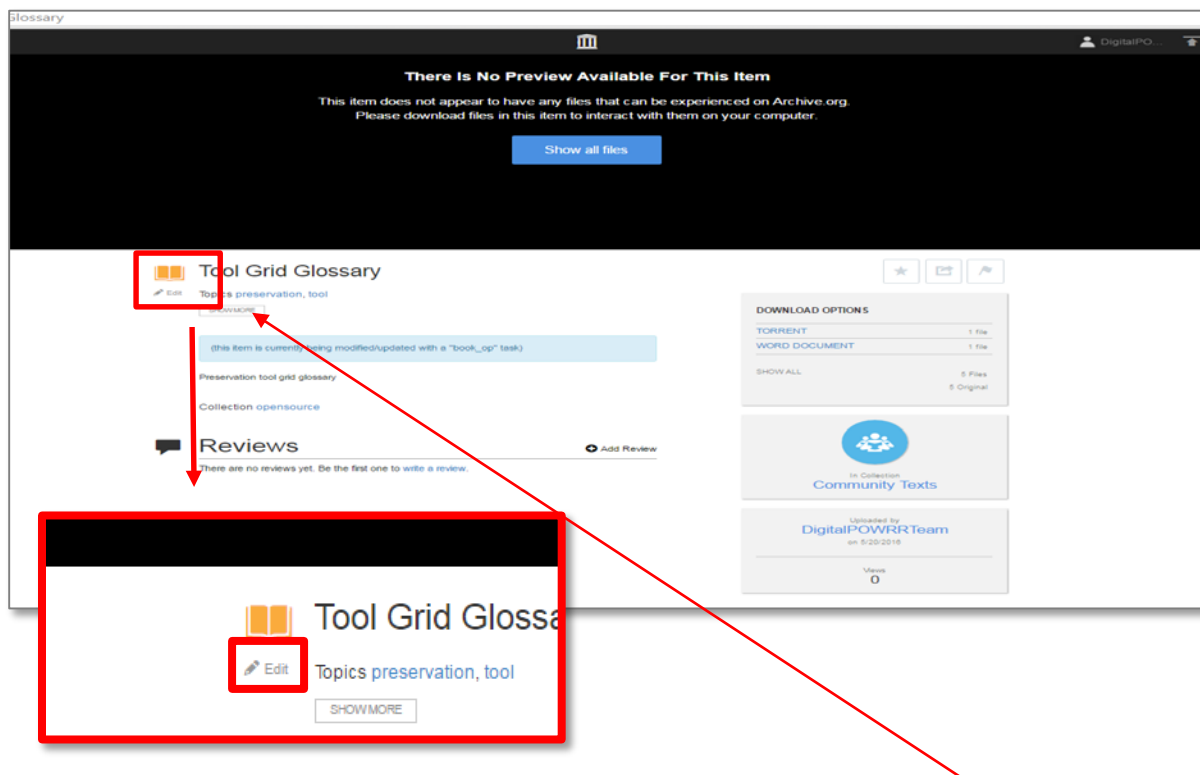 Glossary
DigitalPO...
There Is No Preview Available For This Item
This item does not appear to have any files that can be experienced on Archive.org.
Please download files in this item to interact with them on your computer.
Show all files
Tool Grid Glossary
Edit
Topics preservation, tool
SHOW MORE
(this item is currently being modified/updated with a "book_op" task)
Preservation tool grid glossary
Collection opensource
Reviews
Add Review
There are no reviews yet. Be the first one to write a review.
DOWNLOAD OPTIONS
TORRENT 1 file
WORD DOCUMENT 1 file
SHOW ALL 5 Files
5 Original
In Collection
Community Texts
Uploaded by
DigitalPOWRRTeam
on 5/20/2016
Views
0
Tool Grid Glossa
Edit
Topics preservation, tool
SHOW MORE